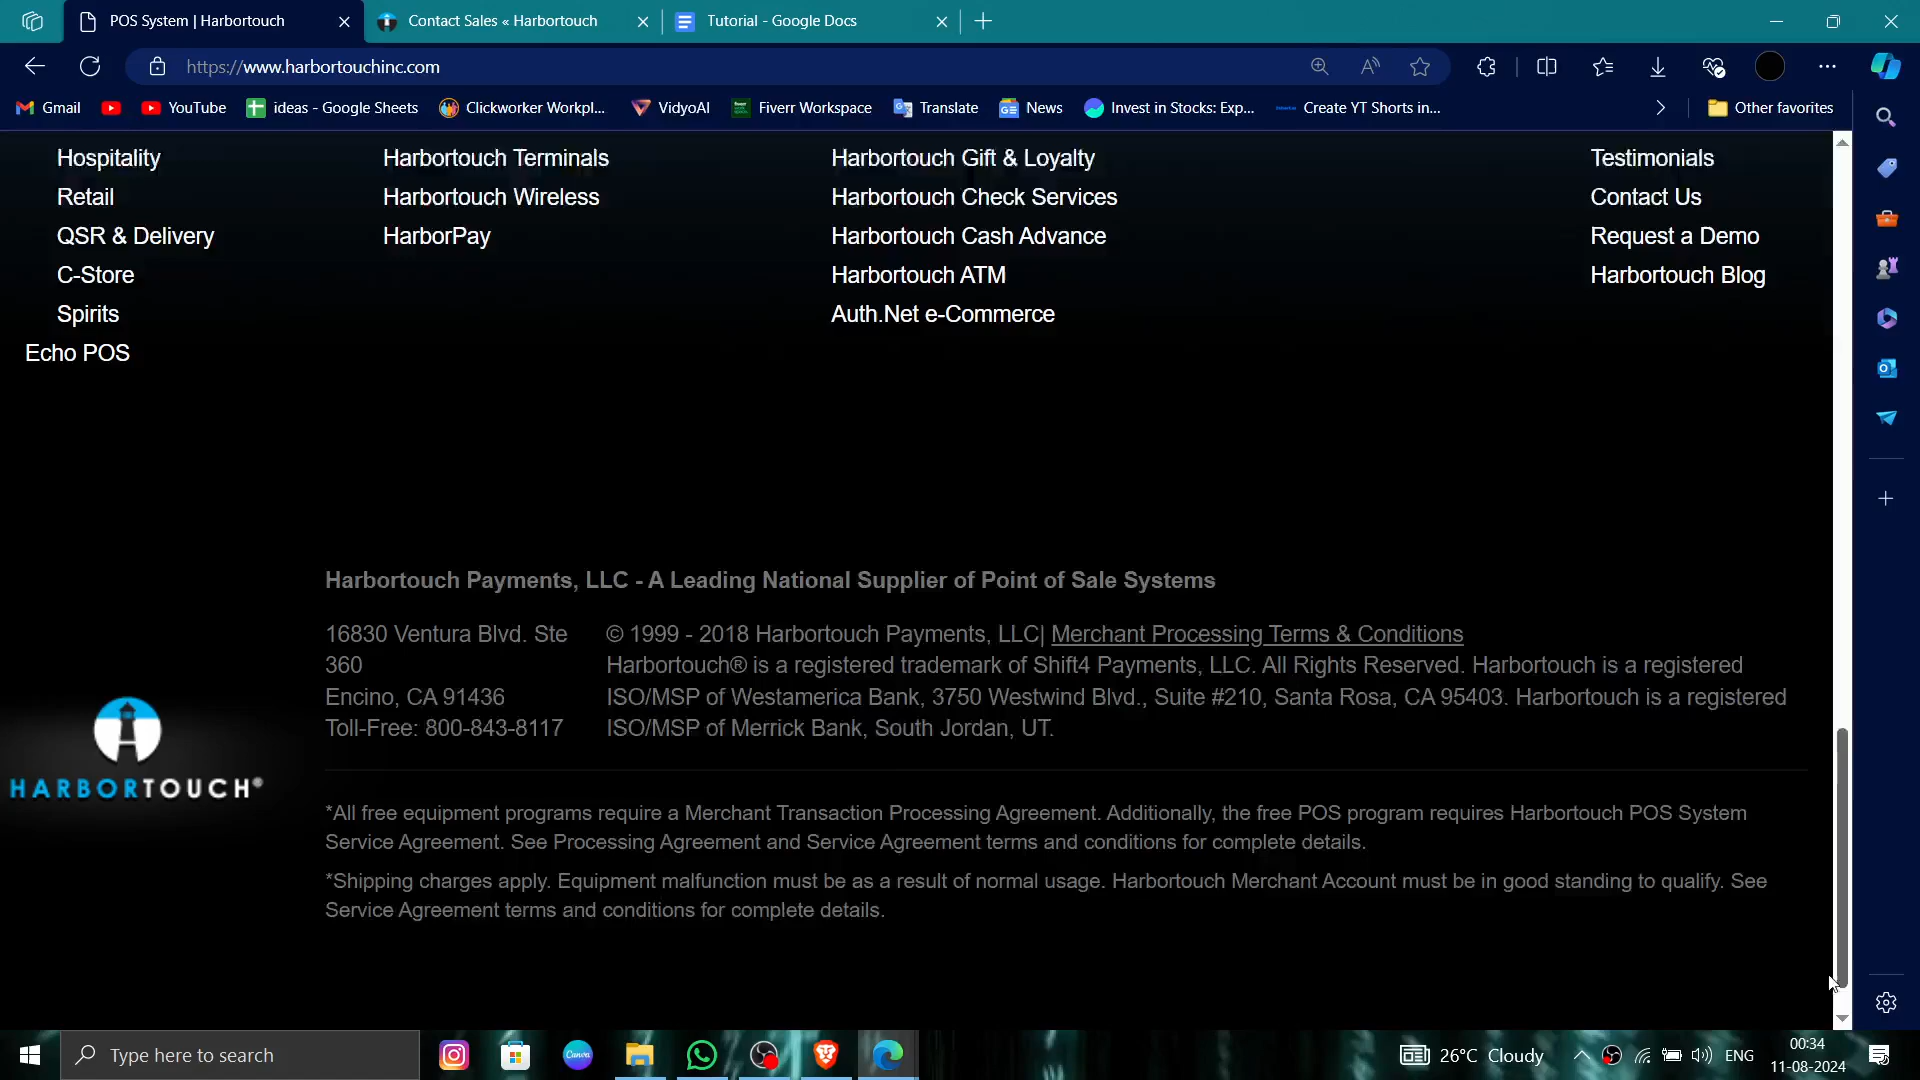 POS System | Harbortouch
Contact Sales « Harbortouch
Tutorial - Google Docs
https://www.harbortouchinc.com
Gmail
YouTube
ideas - Google Sheets
Clickworker Workpl...
VidyoAI
Fiverr Workspace
Translate
News
Invest in Stocks: Exp...
Create YT Shorts in...
Other favorites
Hospitality
Harbortouch Terminals
Harbortouch Gift & Loyalty
Testimonials
Retail
Harbortouch Wireless
Harbortouch Check Services
Contact Us
QSR & Delivery
HarborPay
Harbortouch Cash Advance
Request a Demo
C-Store
Harbortouch ATM
Harbortouch Blog
Spirits
Auth.Net e-Commerce
Echo POS
Harbortouch Payments, LLC - A Leading National Supplier of Point of Sale Systems
16830 Ventura Blvd. Ste
360
Encino, CA 91436
Toll-Free: 800-843-8117
© 1999 - 2018 Harbortouch Payments, LLC| Merchant Processing Terms & Conditions
Harbortouch® is a registered trademark of Shift4 Payments, LLC. All Rights Reserved. Harbortouch is a registered
ISO/MSP of Westamerica Bank, 3750 Westwind Blvd., Suite #210, Santa Rosa, CA 95403. Harbortouch is a registered
ISO/MSP of Merrick Bank, South Jordan, UT.
HARBORTOUCH®
*All free equipment programs require a Merchant Transaction Processing Agreement. Additionally, the free POS program requires Harbortouch POS System
Service Agreement. See Processing Agreement and Service Agreement terms and conditions for complete details.
*Shipping charges apply. Equipment malfunction must be as a result of normal usage. Harbortouch Merchant Account must be in good standing to qualify. See
Service Agreement terms and conditions for complete details.
Type here to search
Canva
26°C Cloudy
ENG
00:34
11-08-2024